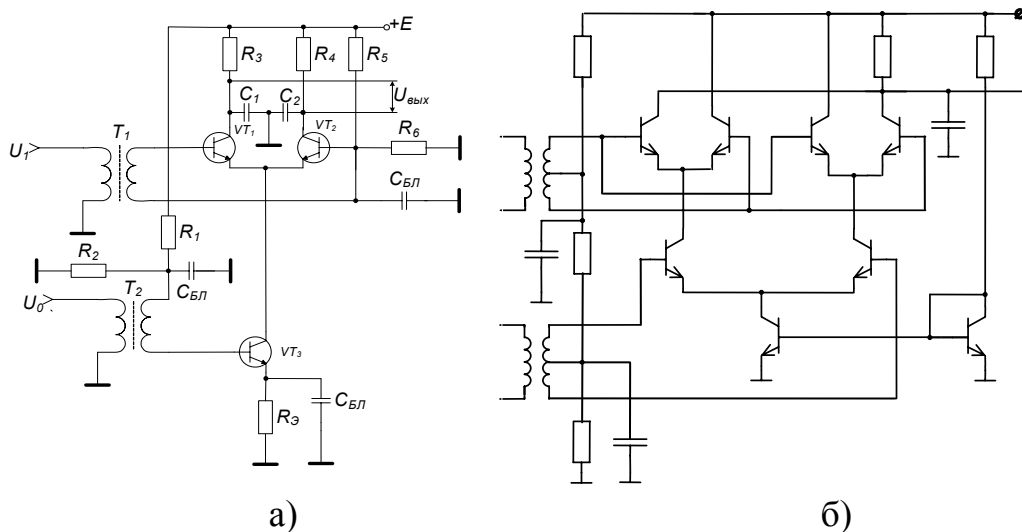 +E
R₃
R₄
R₅
C₁
C₂
Uвых
VT₁
VT₂
T₁
U₁
R₆
CБЛ
R₁
R₂
CБЛ
T₂
U₀
VT₃
CБЛ
RЭ
а)
б)